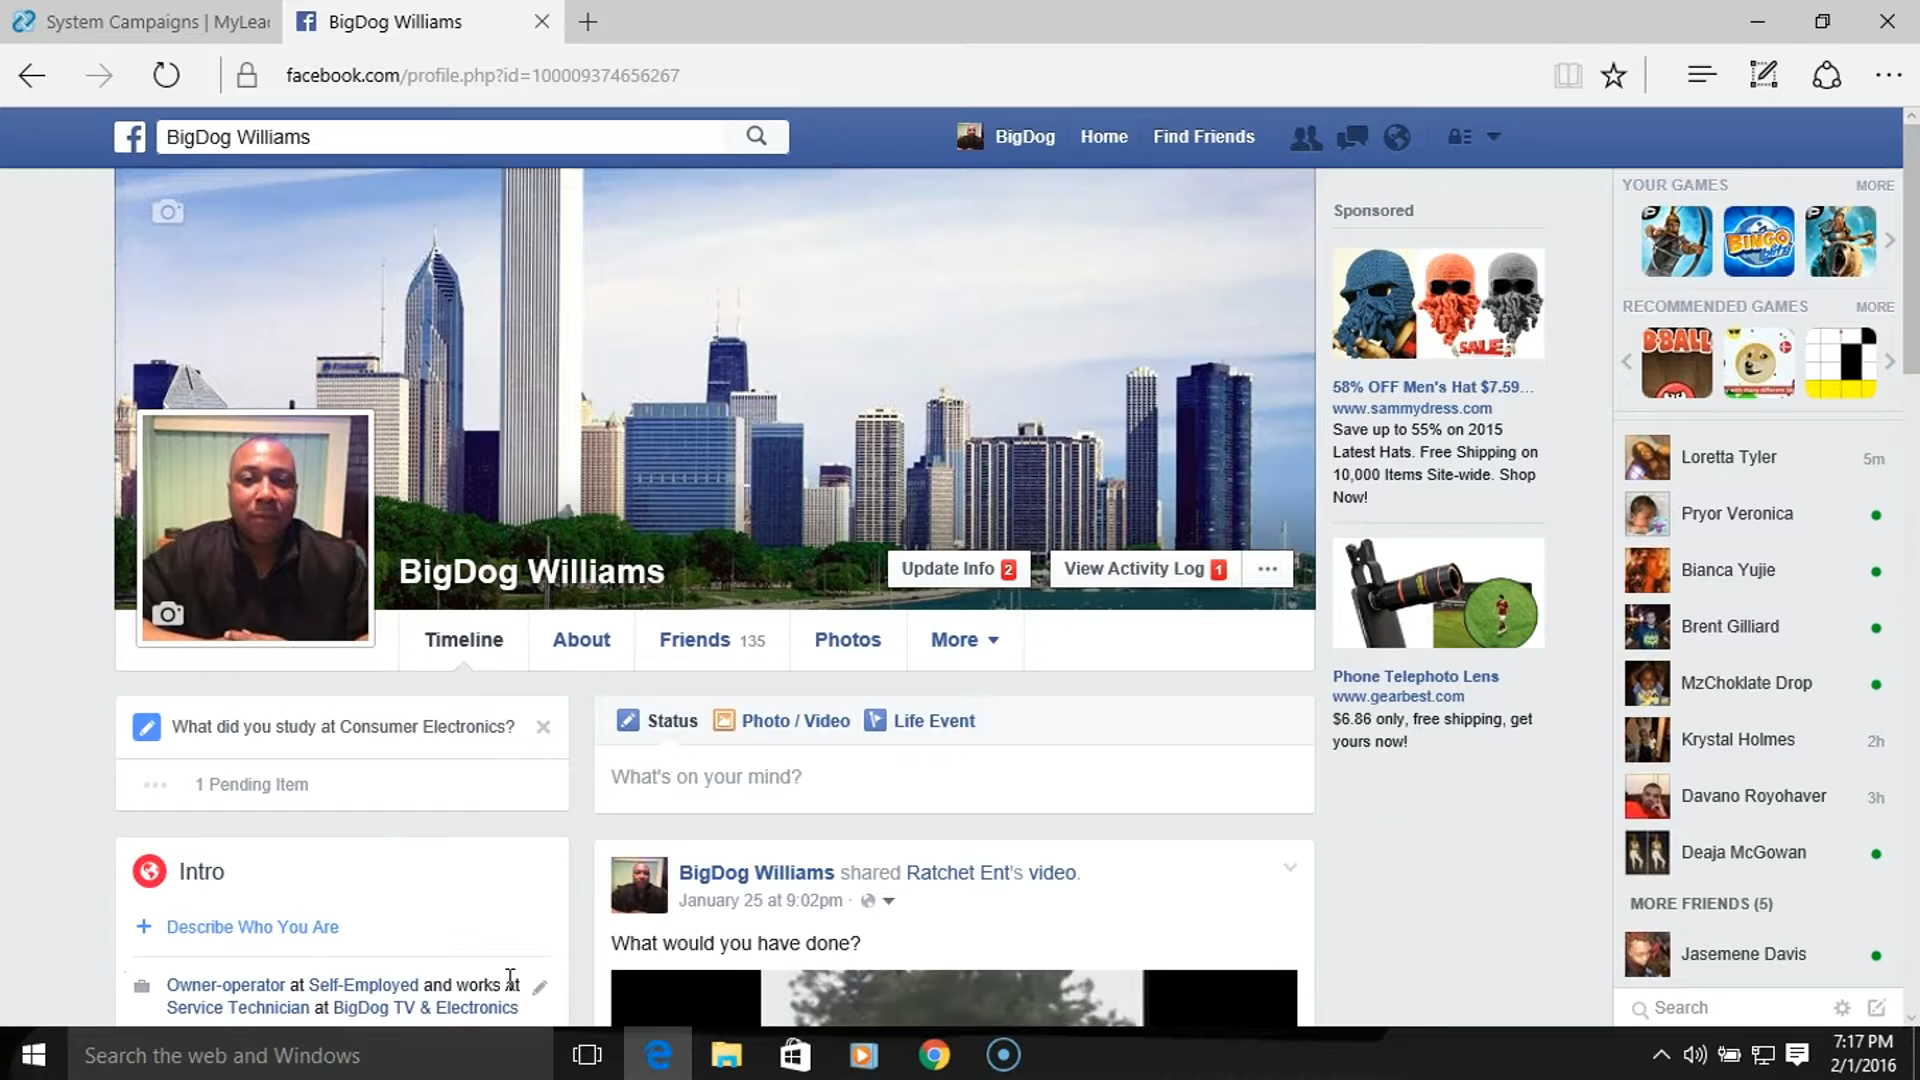 System Campaigns | MyLead
BigDog Williams
facebook.com/profile.php?id=100009374656267
BigDog Williams
BigDog
Home
Find Friends
BigDog Williams
Update Info 2
View Activity Log 1
Timeline
About
Friends 135
Photos
More
What did you study at Consumer Electronics?
1 Pending Item
Intro
Describe Who You Are
Owner-operator at Self-Employed and works at
Service Technician at BigDog TV & Electronics
Status
Photo / Video
Life Event
What's on your mind?
BigDog Williams shared Ratchet Ent's video.
January 25 at 9:02pm ·
What would you have done?
Sponsored
SALE
58% OFF Men's Hat $7.59...
www.sammydress.com
Save up to 55% on 2015
Latest Hats. Free Shipping on
10,000 Items Site-wide. Shop
Now!
Phone Telephoto Lens
www.gearbest.com
$6.86 only, free shipping, get
yours now!
YOUR GAMES
MORE
BINGO
RECOMMENDED GAMES
MORE
Loretta Tyler 5m
Pryor Veronica
Bianca Yujie
Brent Gilliard
MzChoklate Drop
Krystal Holmes 2h
Davano Royohaver 3h
Deaja McGowan
MORE FRIENDS (5)
Jasemene Davis
Search
Search the web and Windows
7:17 PM
2/1/2016